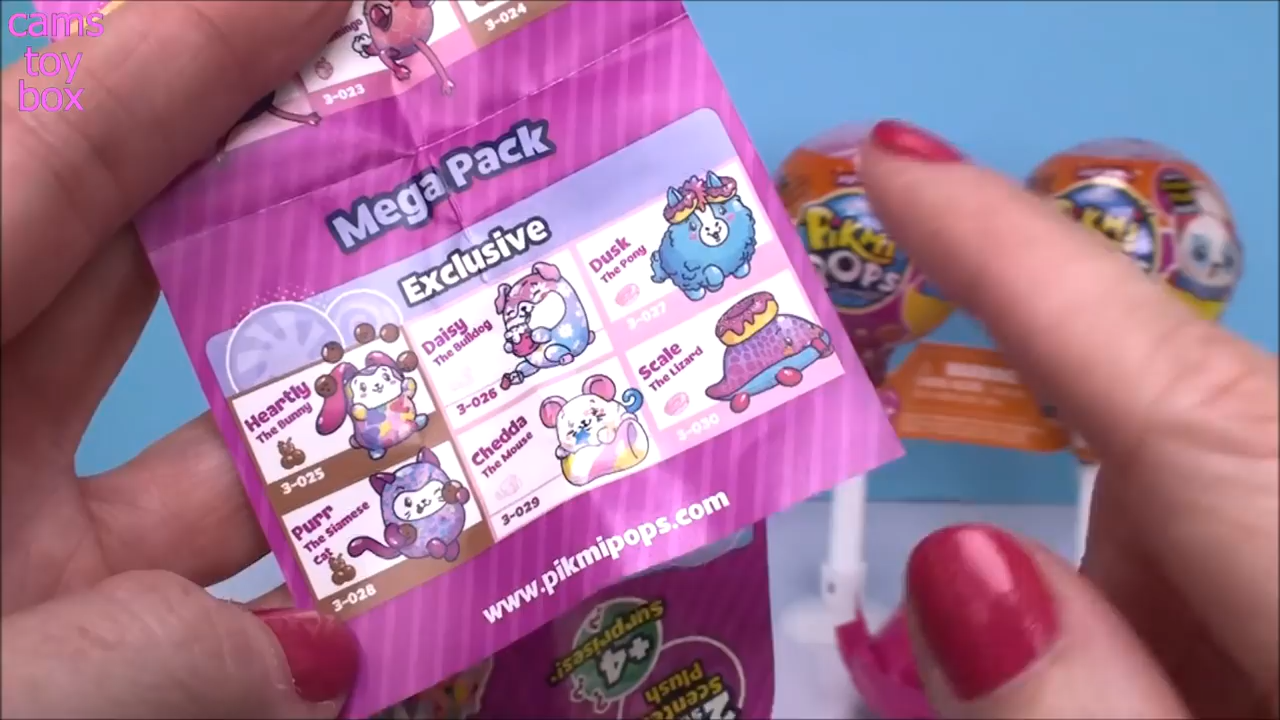 cams
toy
box
3-024
3-023
Mega Pack
Exclusive
Heartly
The Bunny
3-025
Daisy
The Bulldog
3-026
Dusk
The Pony
3-027
Purr
The Siamese
Cat
3-028
Chedda
The Mouse
3-029
Scale
The Lizard
3-030
www.pikmipops.com
PiKMi
POPS
PiKMi
+4
Surprises!
Plush